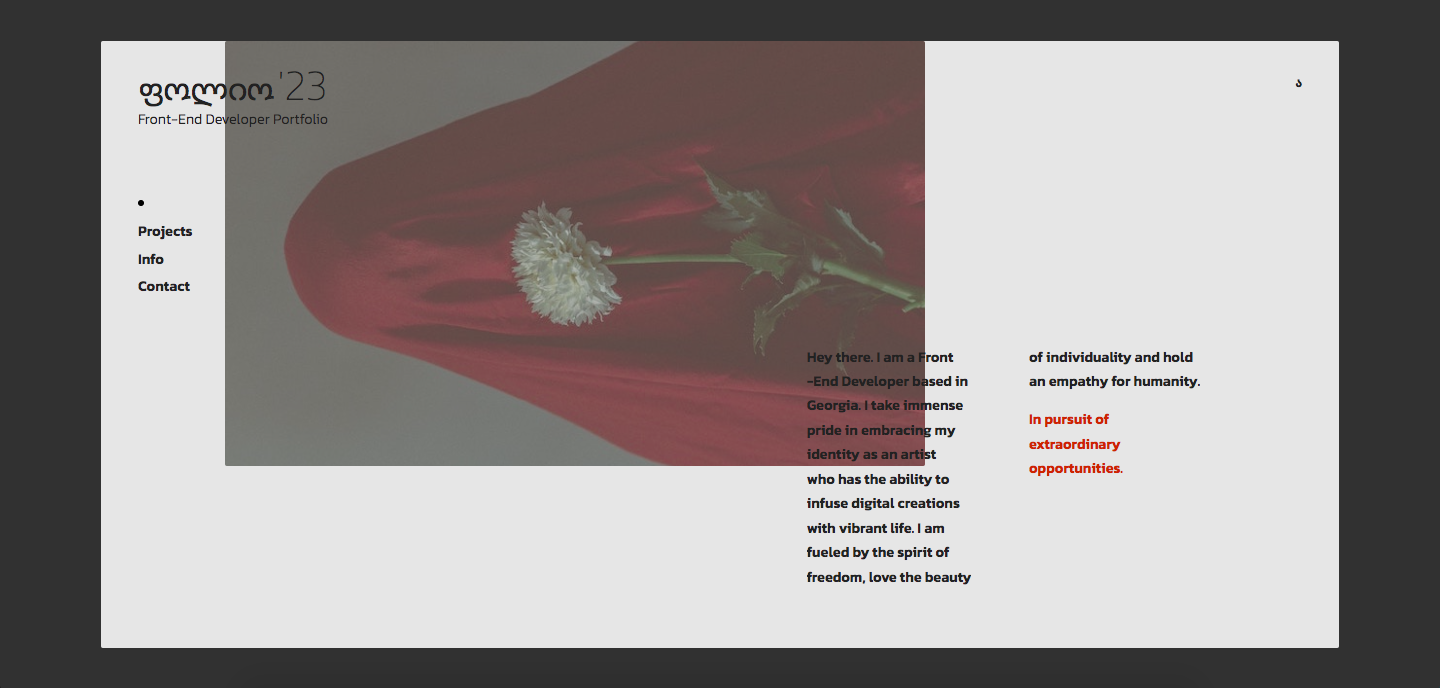 ფოლიო '23
Front-End Developer Portfolio
ა
Projects
Info
Contact
Hey there. I am a Front
-End Developer based in
Georgia. I take immense
pride in embracing my
identity as an artist
who has the ability to
infuse digital creations
with vibrant life. I am
fueled by the spirit of
freedom, love the beauty
of individuality and hold
an empathy for humanity.
In pursuit of
extraordinary
opportunities.